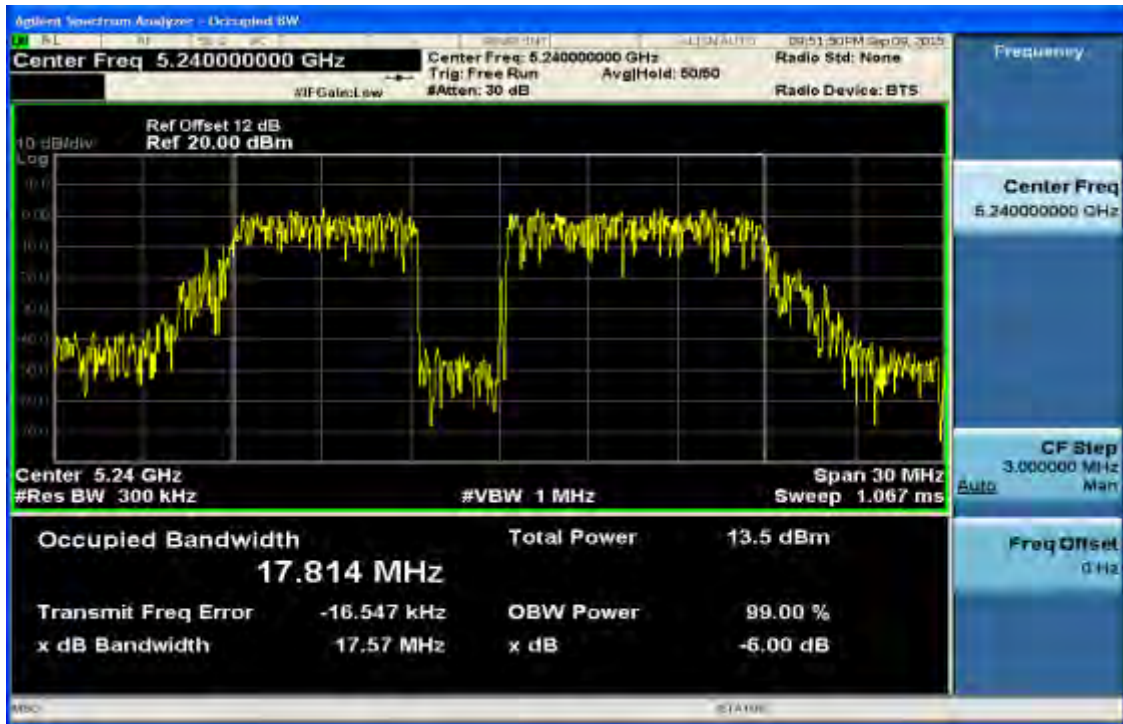 Agilent Spectrum Analyzer - Occupied BW
09:51:50 PM Sep 09, 2015
Center Freq 5.240000000 GHz
Center Freq: 5.240000000 GHz
Radio Std: None
Trig: Free Run Avg|Hold: 50/50
#IFGain:Low
#Atten: 30 dB
Radio Device: BTS
Ref Offset 12 dB
10 dB/div Ref 20.00 dBm
Log
Center 5.24 GHz Span 30 MHz
#Res BW 300 kHz #VBW 1 MHz Sweep 1.067 ms
Occupied Bandwidth Total Power 13.5 dBm
17.814 MHz
Transmit Freq Error -16.547 kHz OBW Power 99.00 %
x dB Bandwidth 17.57 MHz x dB -6.00 dB
MSG STATUS
Frequency
Center Freq
5.240000000 GHz
CF Step
3.000000 MHz
Auto Man
Freq Offset
0 Hz